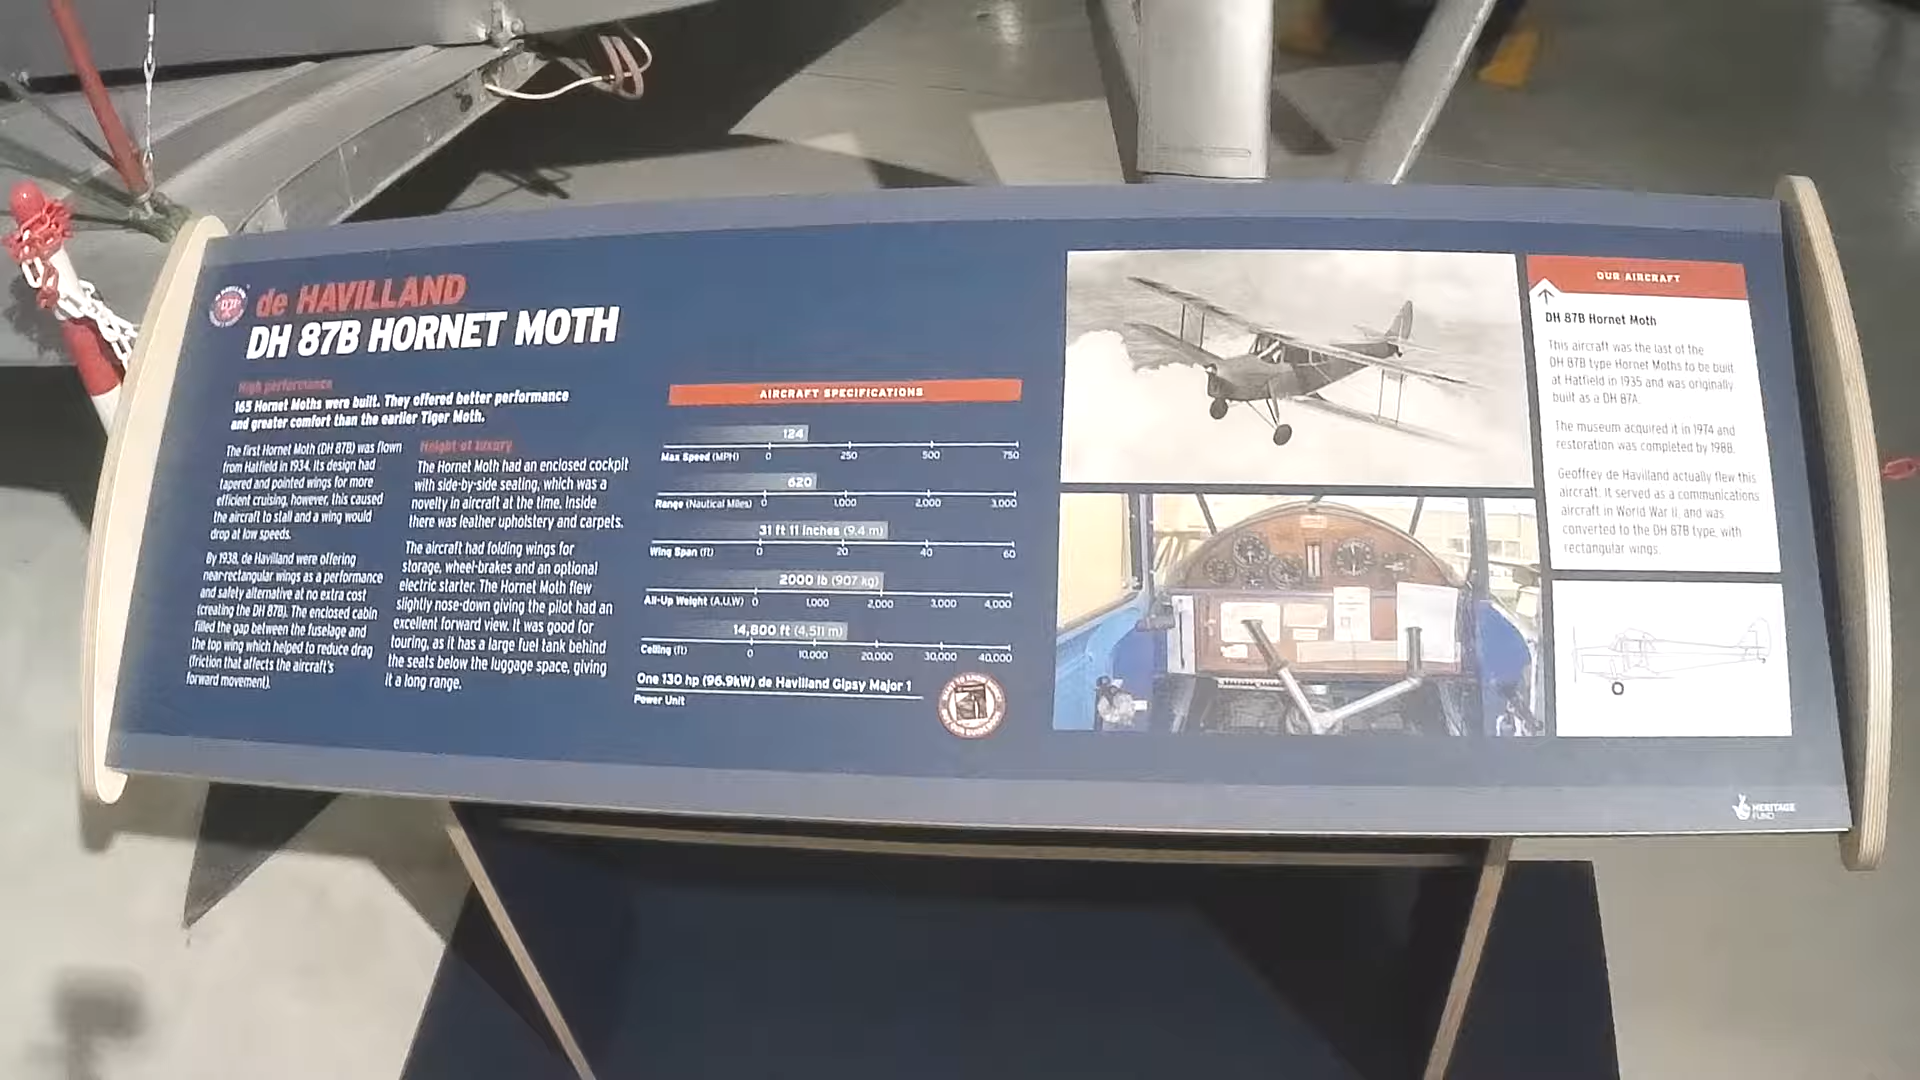 de HAVILLAND
DH 87B HORNET MOTH
High performance
165 Hornet Moths were built. They offered better performance
and greater comfort than the earlier Tiger Moth.
The first Hornet Moth (DH 87B) was flown
from Hatfield in 1934. Its design had
tapered and pointed wings for more
efficient cruising, however, this caused
the aircraft to stall and a wing would
drop at low speeds.
By 1938, de Havilland were offering
near-rectangular wings as a performance
and safety alternative at no extra cost
(creating the DH 87B). The enclosed cabin
filled the gap between the fuselage and
the top wing which helped to reduce drag
(friction that affects the aircraft's
forward movement).
Height of luxury
The Hornet Moth had an enclosed cockpit
with side-by-side seating, which was a
novelty in aircraft at the time. Inside
there was leather upholstery and carpets.
The aircraft had folding wings for
storage, wheel-brakes and an optional
electric starter. The Hornet Moth flew
slightly nose-down giving the pilot had an
excellent forward view. It was good for
touring, as it has a large fuel tank behind
the seats below the luggage space, giving
it a long range.
AIRCRAFT SPECIFICATIONS
124
Max Speed (MPH) 0 250 500 750
620
Range (Nautical Miles) 0 1,000 2,000 3,000
31 ft 11 inches (9.4 m)
Wing Span (ft) 0 20 40 60
2000 lb (907 kg)
All-Up Weight (A.U.W) 0 1,000 2,000 3,000 4,000
14,800 ft (4,511 m)
Ceiling (ft) 0 10,000 20,000 30,000 40,000
One 130 hp (96.9kW) de Havilland Gipsy Major 1
Power Unit
OUR AIRCRAFT
DH 87B Hornet Moth
This aircraft was the last of the
DH 87B type Hornet Moths to be built
at Hatfield in 1935 and was originally
built as a DH 87A.
The museum acquired it in 1974 and
restoration was completed by 1988.
Geoffrey de Havilland actually flew this
aircraft. It served as a communications
aircraft in World War II, and was
converted to the DH 87B type, with
rectangular wings.
HERITAGE
FUND